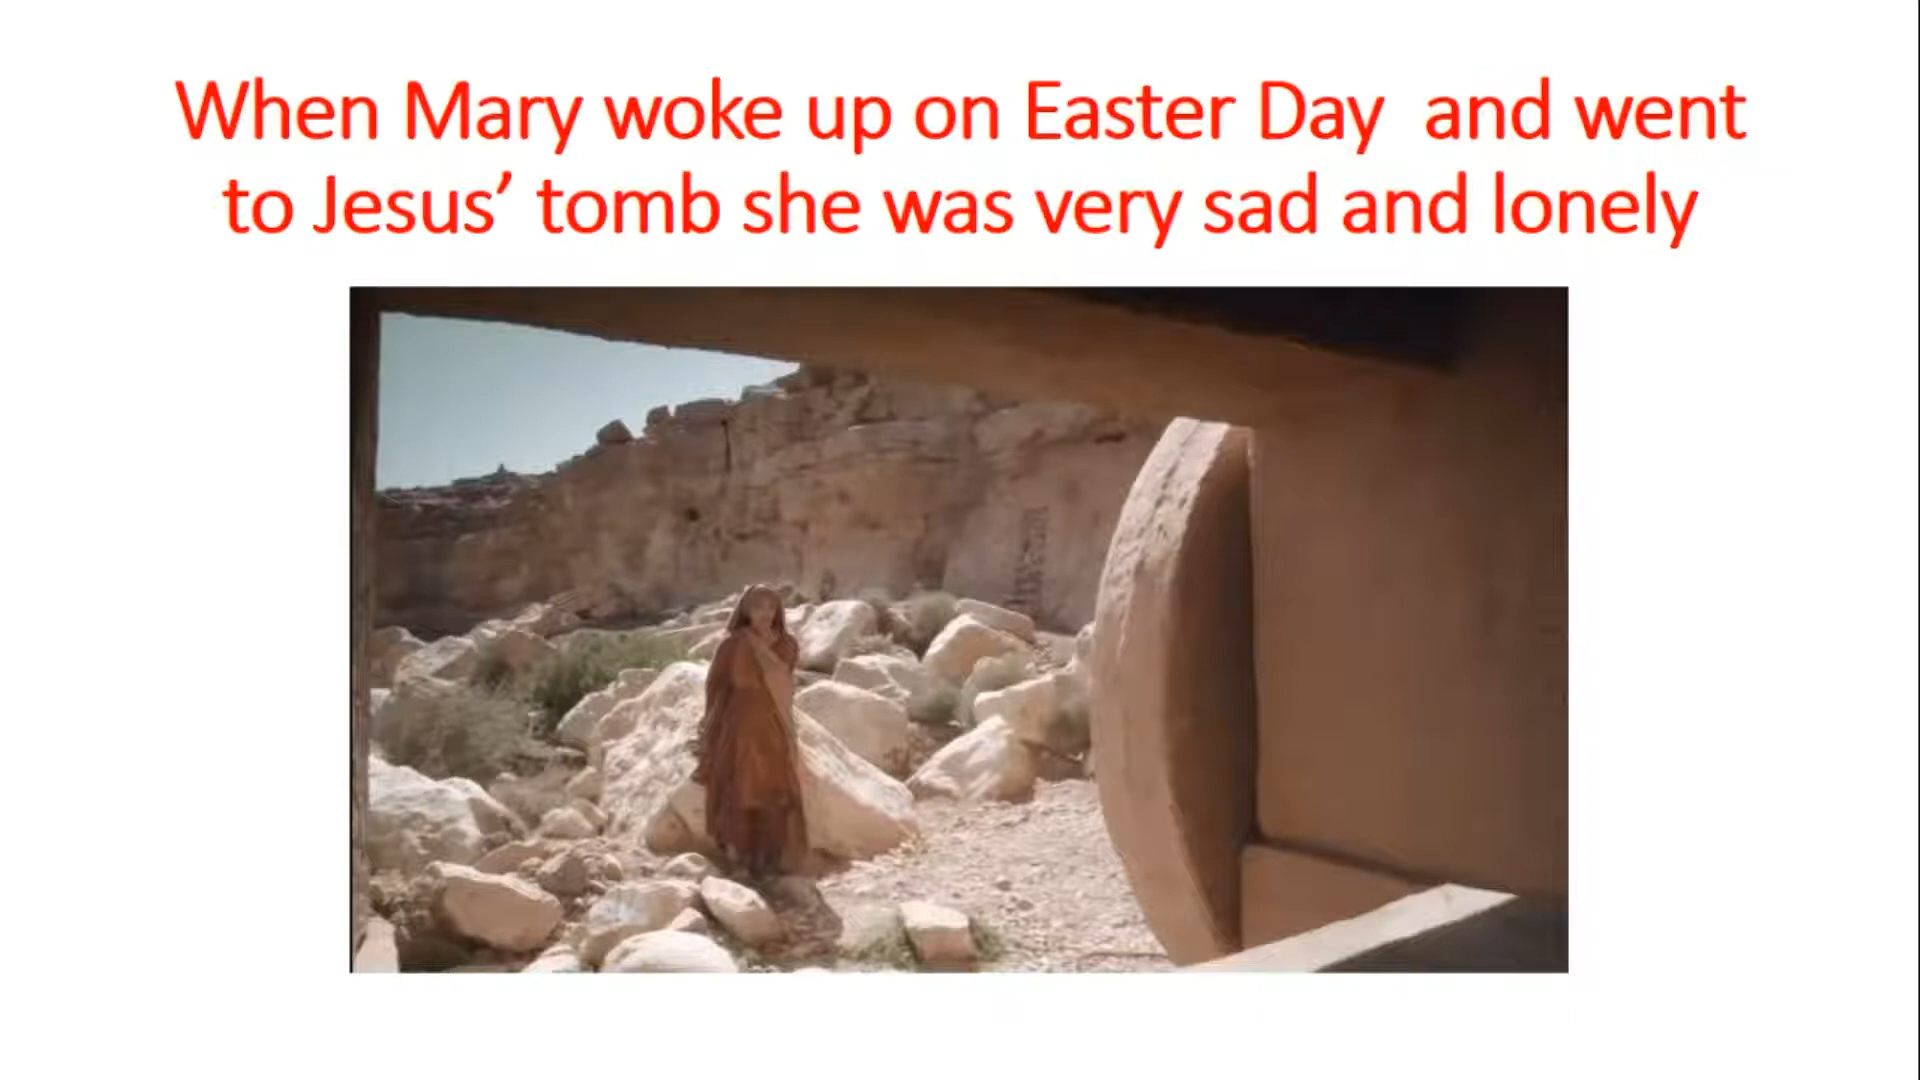 When Mary woke up on Easter Day  and went
to Jesus’ tomb she was very sad and lonely